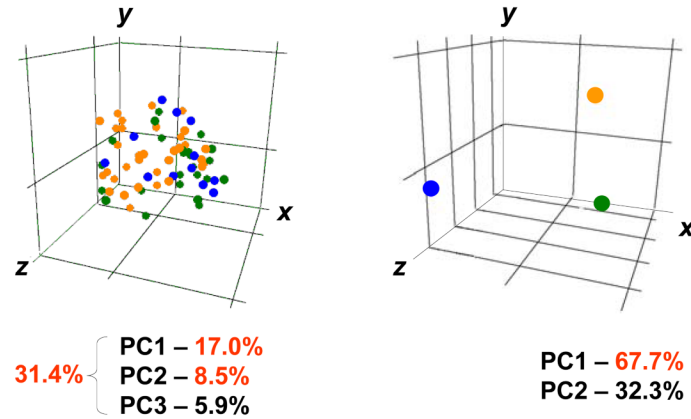 y
x
z
31.4%
PC1 – 17.0%
PC2 – 8.5%
PC3 – 5.9%
y
x
z
PC1 – 67.7%
PC2 – 32.3%